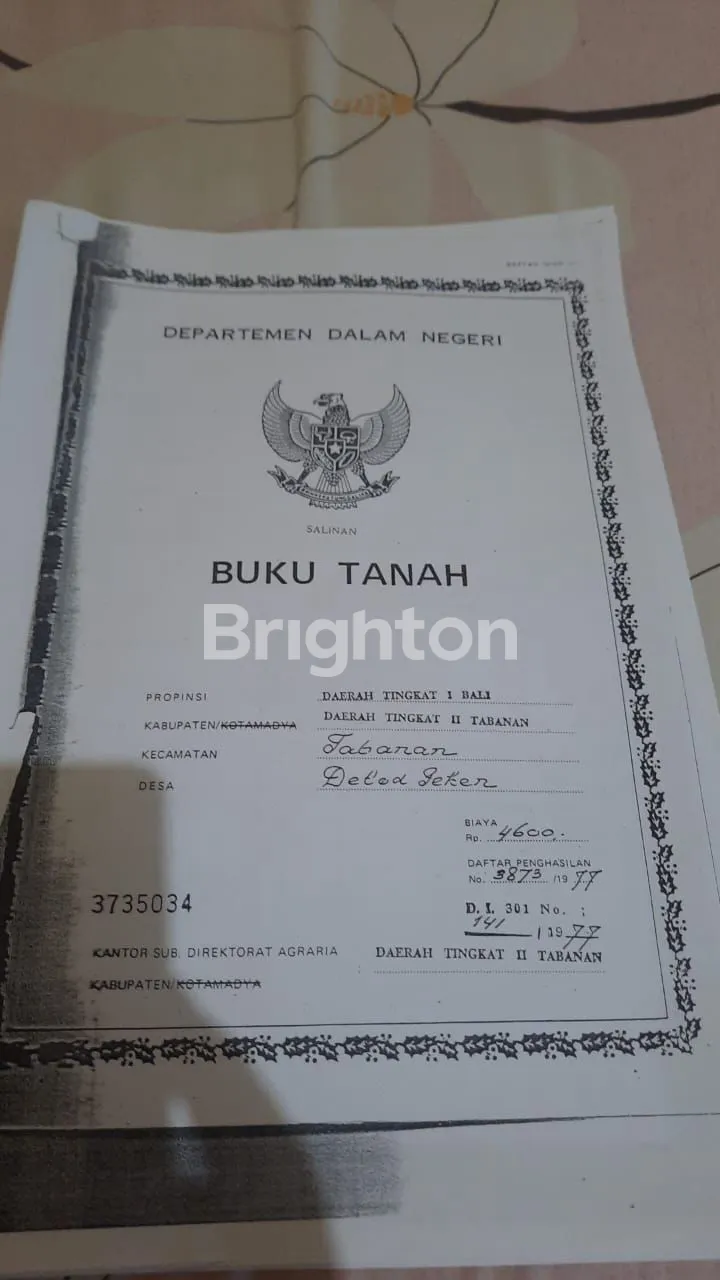 DEPARTEMEN DALAM NEGERI
SALINAN
BUKU TANAH
Brighton
PROPINSI DAERAH TINGKAT I BALI
KABUPATEN/KOTAMADYA DAERAH TINGKAT II TABANAN
KECAMATAN Tabanan
DESA Delod Peken
BIAYA
Rp. 4600.
DAFTAR PENGHASILAN
No: 3873 /1977
3735034
D. I. 301 No. :
141 / 1977
KANTOR SUB. DIREKTORAT AGRARIA DAERAH TINGKAT II TABANAN
KABUPATEN/KOTAMADYA